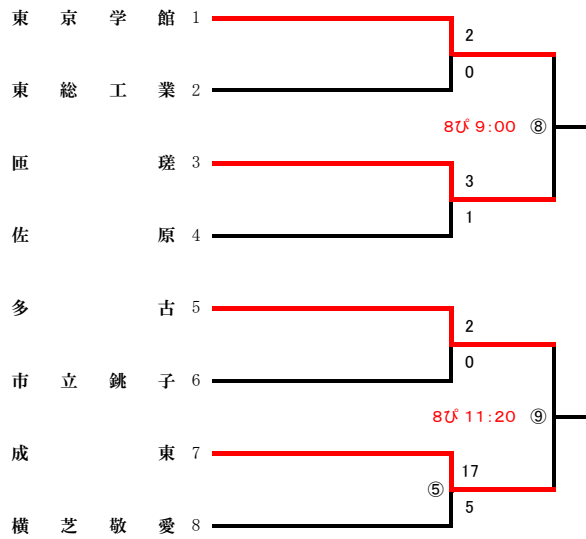 東京学館 1
2
東総工業 2
0
8ぴ 9:00 ⑧
匝瑳 3
3
佐原 4
1
多古 5
2
市立銚子 6
0
8ぴ 11:20 ⑨
成東 7
17
⑤
横芝敬愛 8
5